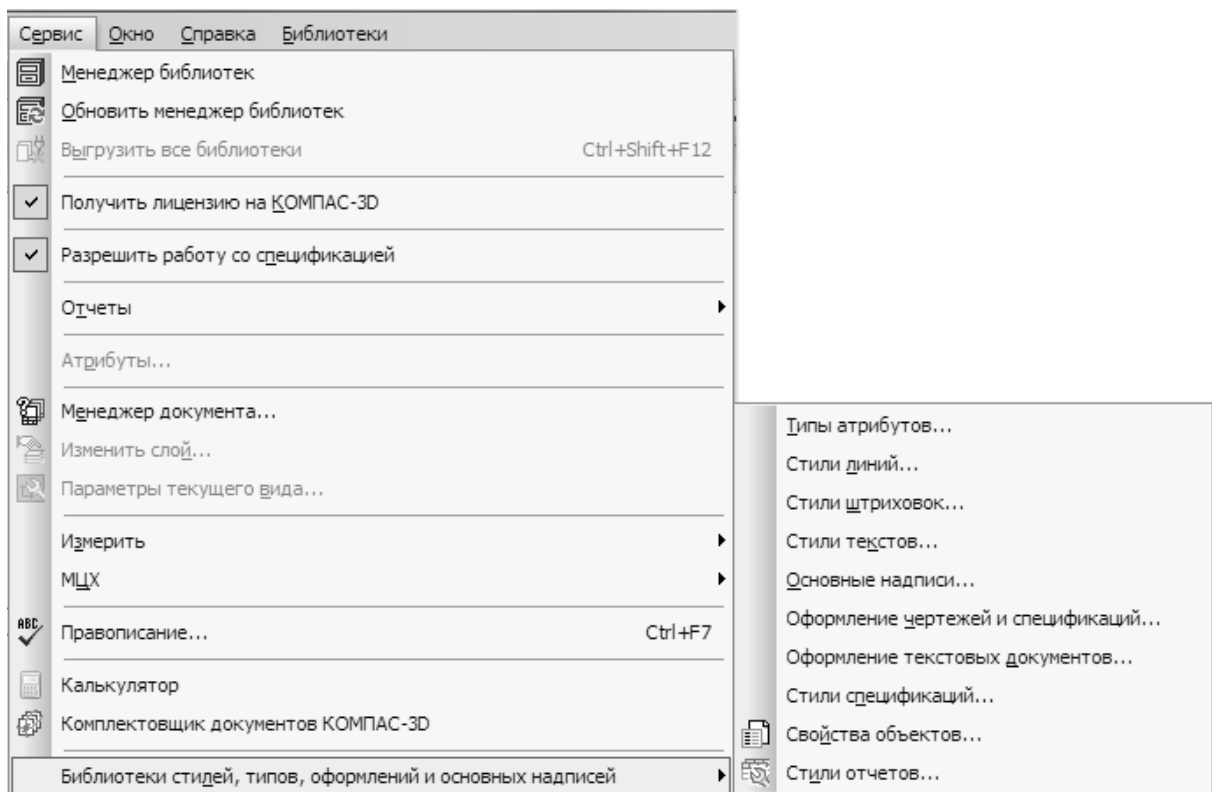 Сервис Окно Справка Библиотеки
Менеджер библиотек
Обновить менеджер библиотек
Выгрузить все библиотеки Ctrl+Shift+F12
Получить лицензию на КОМПАС-3D
Разрешить работу со спецификацией
Отчеты
Атрибуты...
Менеджер документа...
Изменить слой...
Параметры текущего вида...
Измерить
МЦХ
ABC
Правописание... Ctrl+F7
Калькулятор
Комплектовщик документов КОМПАС-3D
Библиотеки стилей, типов, оформлений и основных надписей
Типы атрибутов...
Стили линий...
Стили штриховок...
Стили текстов...
Основные надписи...
Оформление чертежей и спецификаций...
Оформление текстовых документов...
Стили спецификаций...
Свойства объектов...
Стили отчетов...